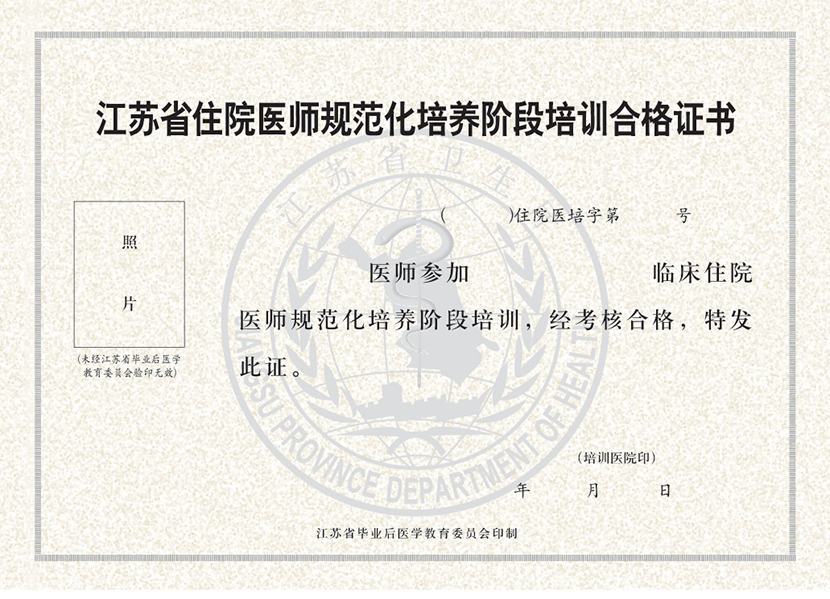 江苏省住院医师规范化培养阶段培训合格证书
江苏省卫生
( )住院医培字第 号
照
片
医师参加 临床住院
医师规范化培养阶段培训，经考核合格，特发
此证。
(未经江苏省毕业后医学
教育委员会验印无效)
JIANGSU PROVINCE DEPARTMENT OF HEALTH
(培训医院印)
年 月 日
江苏省毕业后医学教育委员会印制